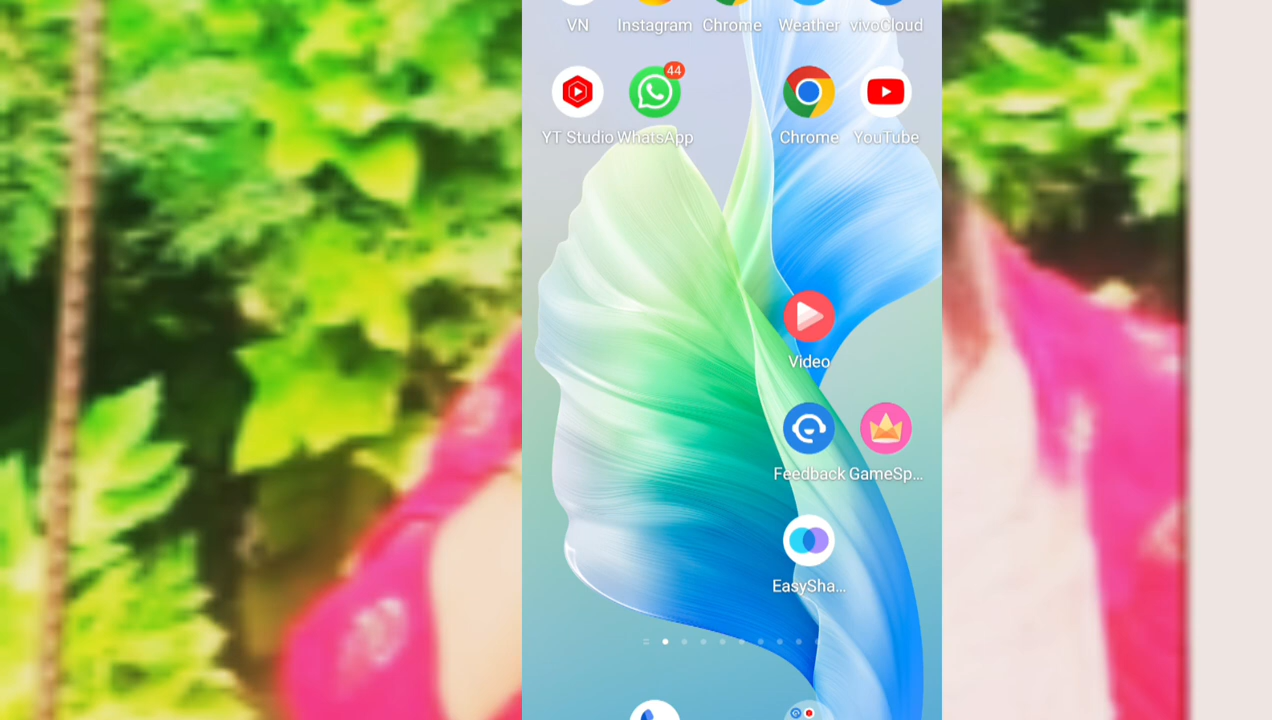 VN Instagram Chrome Weather vivoCloud
44
YT Studio WhatsApp Chrome YouTube
Video
Feedback GameSp...
EasySha...